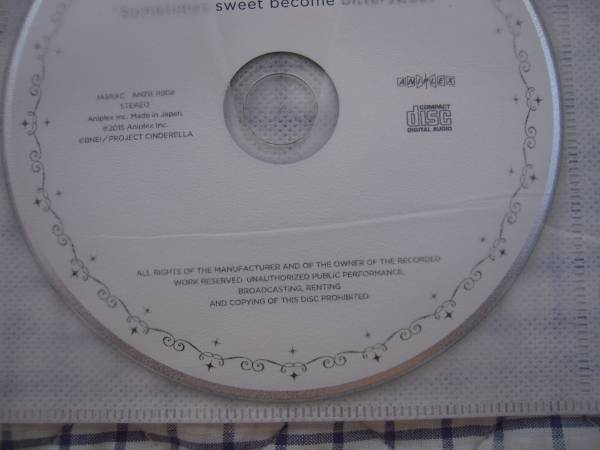 "Sometimes sweet become bittersweet"
JASRAC
STEREO
Aniplex Inc. Made in Japan.
℗2015 Aniplex Inc.
©BNEI/PROJECT CINDERELLA
ANIPLEX
COMPACT
disc
DIGITAL AUDIO
ALL RIGHTS OF THE MANUFACTURER AND OF THE OWNER OF THE RECORDED
WORK RESERVED. UNAUTHORIZED PUBLIC PERFORMANCE,
BROADCASTING, RENTING
AND COPYING OF THIS DISC PROHIBITED.